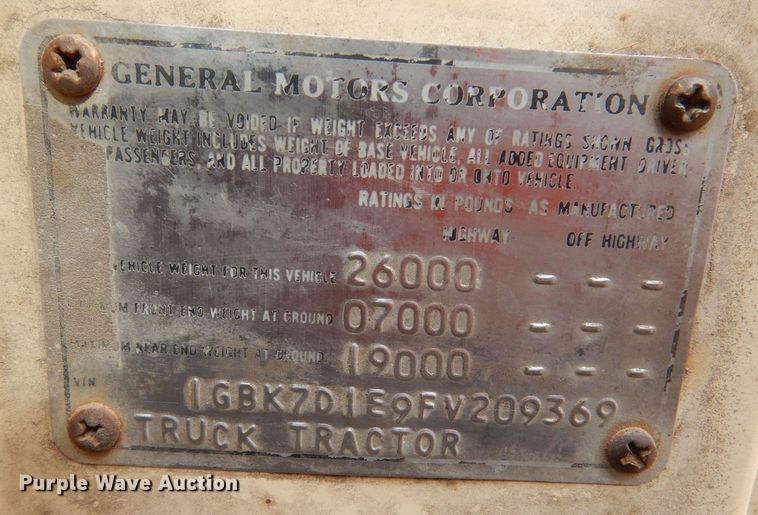 GENERAL MOTORS CORPORATION
WARRANTY MAY BE VOIDED IF WEIGHT EXCEEDS ANY OF RATINGS SHOWN GROSS
VEHICLE WEIGHT INCLUDES WEIGHT OF BASE VEHICLE, ALL ADDED EQUIPMENT DRIVER
PASSENGERS, AND ALL PROPERTY LOADED INTO OR ONTO VEHICLE.
RATINGS IN POUNDS AS MANUFACTURED
HIGHWAY OFF HIGHWAY
VEHICLE WEIGHT FOR THIS VEHICLE 26000 - - -
MAXIMUM FRONT END WEIGHT AT GROUND 07000 - - -
MAXIMUM REAR END WEIGHT AT GROUND 19000 - - -
VIN
1GBK7D1E9FV209369
TRUCK TRACTOR
Purple Wave Auction